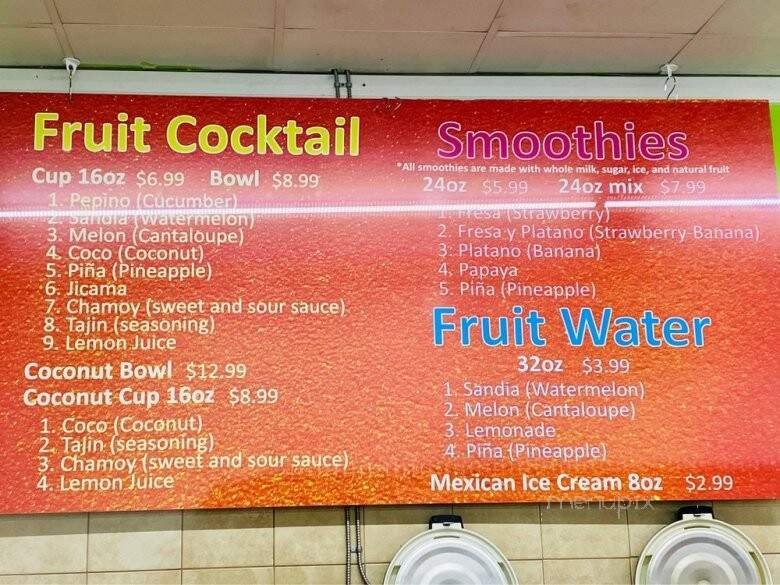 Fruit Cocktail
Cup 16oz $6.99 Bowl $8.99
1. Pepino (Cucumber)
2. Sandia (Watermelon)
3. Melon (Cantaloupe)
4. Coco (Coconut)
5. Piña (Pineapple)
6. Jicama
7. Chamoy (sweet and sour sauce)
8. Tajin (seasoning)
9. Lemon Juice
Coconut Bowl $12.99
Coconut Cup 16oz $8.99
1. Coco (Coconut)
2. Tajin (seasoning)
3. Chamoy (sweet and sour sauce)
4. Lemon Juice
Smoothies
*All smoothies are made with whole milk, sugar, ice, and natural fruit
24oz $5.99 24oz mix $7.99
1. Fresa (Strawberry)
2. Fresa y Platano (Strawberry-Banana)
3: Platano (Banana)
4. Papaya
5. Piña (Pineapple)
Fruit Water
32oz $3.99
1. Sandia (Watermelon)
2. Melon (Cantaloupe)
3. Lemonade
4. Piña (Pineapple)
Mexican Ice Cream 8oz $2.99
menupix